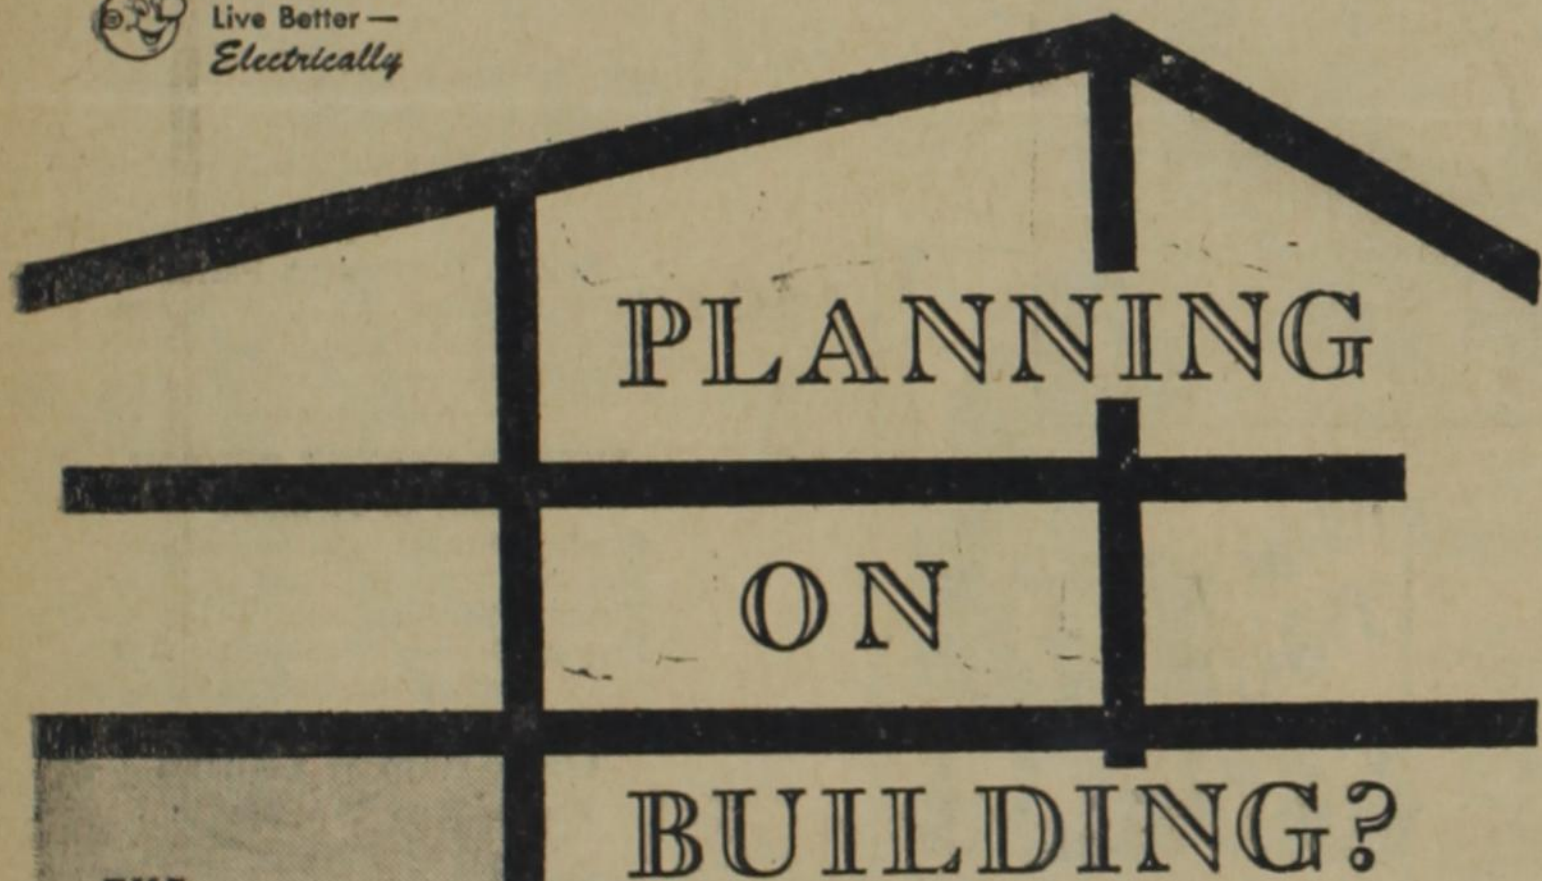 Live Better —
Electrically
PLANNING
ON
BUILDING?